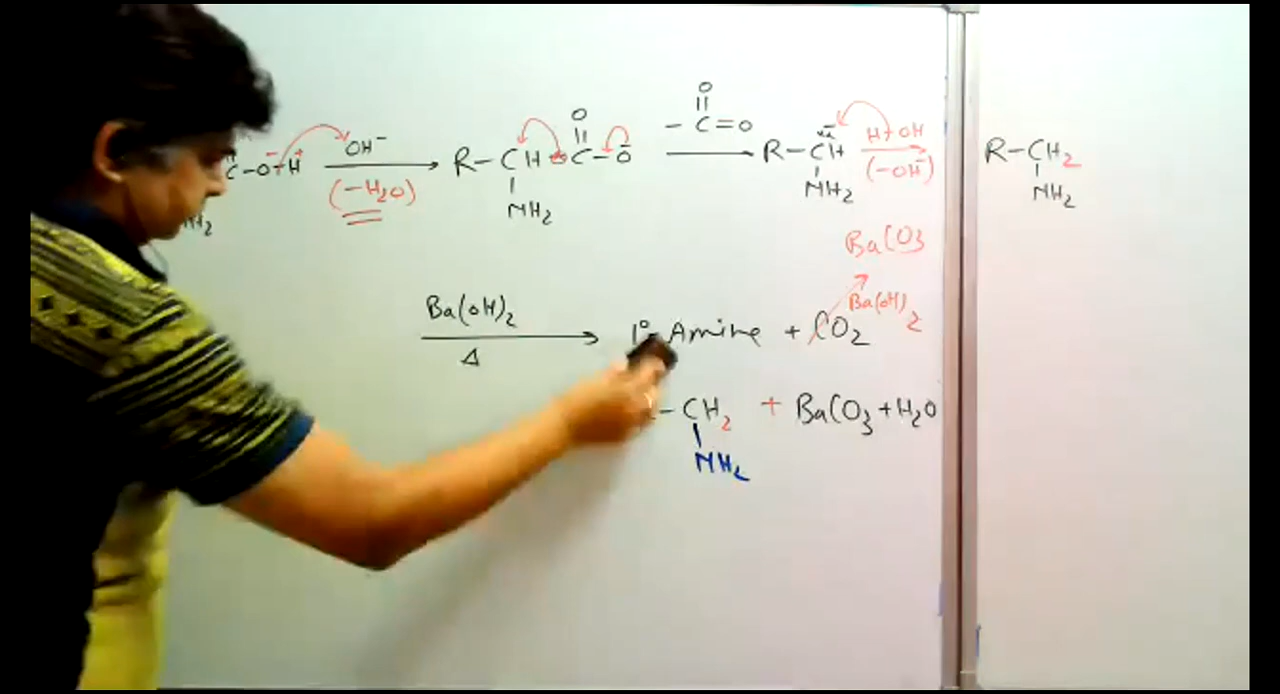 O O
C-O-H OH⁻ R-CH-C-O⁻ -C=O R-CH H+OH R-CH₂
(-H₂O) (-OH⁻)
NH₂ NH₂ NH₂ NH₂
BaCO₃
Ba(OH)₂ Ba(OH)₂
Δ 1° Amine + CO₂
-CH₂ + BaCO₃ + H₂O
NH₂